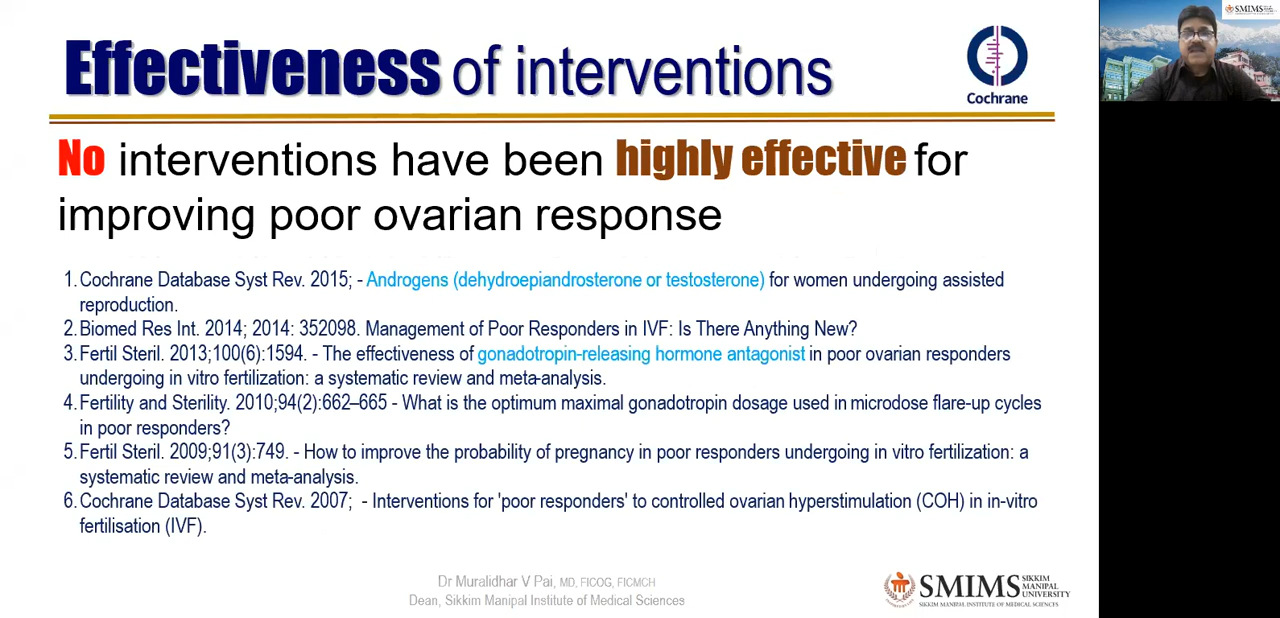 Effectiveness of interventions
Cochrane
No interventions have been highly effective for
improving poor ovarian response
1. Cochrane Database Syst Rev. 2015; - Androgens (dehydroepiandrosterone or testosterone) for women undergoing assisted
reproduction.
2. Biomed Res Int. 2014; 2014: 352098. Management of Poor Responders in IVF: Is There Anything New?
3. Fertil Steril. 2013;100(6):1594. - The effectiveness of gonadotropin-releasing hormone antagonist in poor ovarian responders
undergoing in vitro fertilization: a systematic review and meta-analysis.
4. Fertility and Sterility. 2010;94(2):662–665 - What is the optimum maximal gonadotropin dosage used in microdose flare-up cycles
in poor responders?
5. Fertil Steril. 2009;91(3):749. - How to improve the probability of pregnancy in poor responders undergoing in vitro fertilization: a
systematic review and meta-analysis.
6. Cochrane Database Syst Rev. 2007; - Interventions for 'poor responders' to controlled ovarian hyperstimulation (COH) in in-vitro
fertilisation (IVF).
Dr Muralidhar V Pai, MD, FICOG, FICMCH
Dean, Sikkim Manipal Institute of Medical Sciences
SMIMS SIKKIM
MANIPAL
UNIVERSITY
SIKKIM MANIPAL INSTITUTE OF MEDICAL SCIENCES
SMIMS